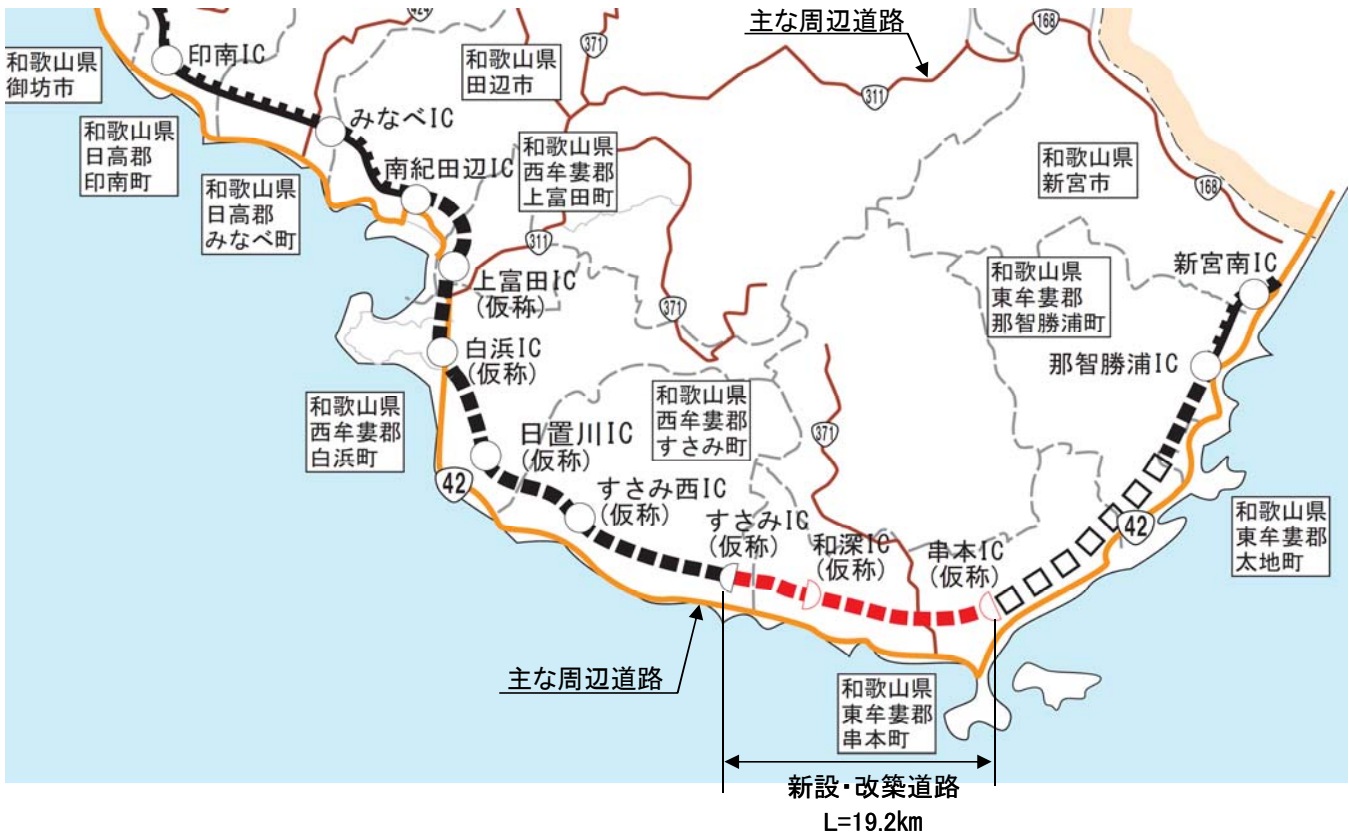 主な周辺道路
424
168
371
印南IC
和歌山県
御坊市
和歌山県
田辺市
311
みなべIC
和歌山県
日高郡
印南町
南紀田辺IC
和歌山県
西牟婁郡
上富田町
和歌山県
新宮市
和歌山県
日高郡
みなべ町
168
311
上富田IC
(仮称)
和歌山県
東牟婁郡
那智勝浦町
新宮南IC
371
白浜IC
(仮称)
那智勝浦IC
和歌山県
西牟婁郡
白浜町
和歌山県
西牟婁郡
すさみ町
371
日置川IC
(仮称)
42
すさみ西IC
(仮称)
すさみIC
(仮称)
和深IC
(仮称)
串本IC
(仮称)
42
和歌山県
東牟婁郡
太地町
主な周辺道路
和歌山県
東牟婁郡
串本町
新設・改築道路
L=19.2km